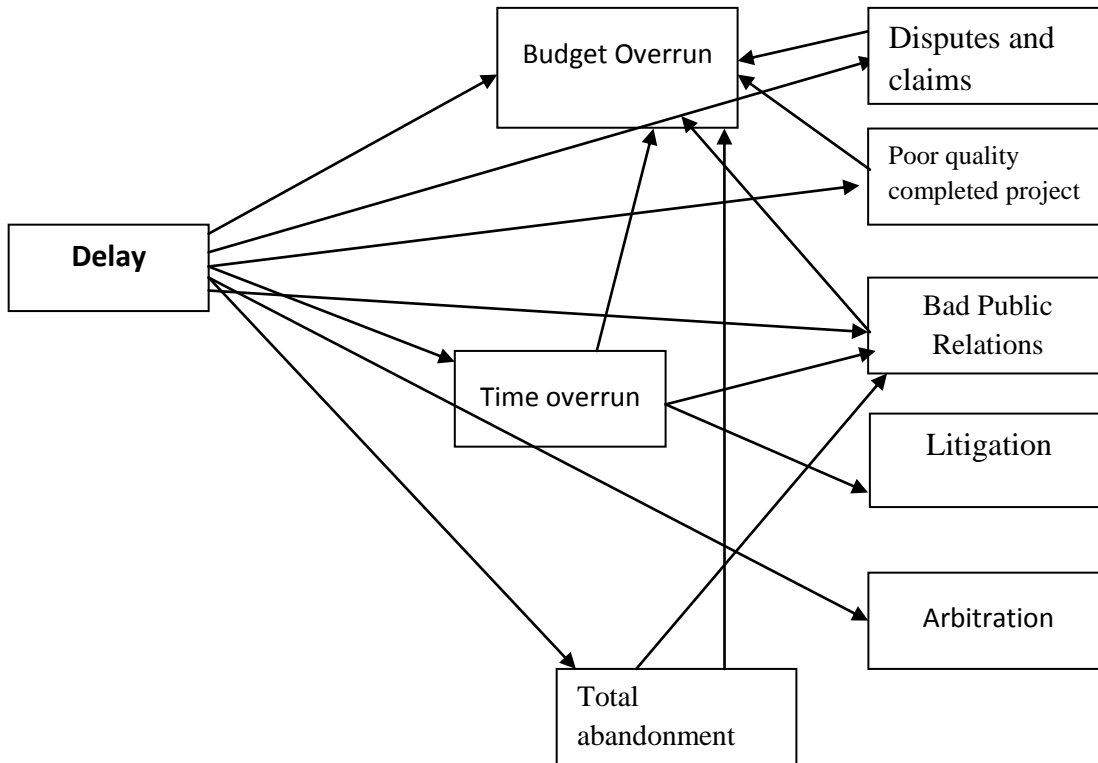 Budget Overrun
Disputes and
claims
Poor quality
completed project
Delay
Bad Public
Relations
Time overrun
Litigation
Arbitration
Total
abandonment